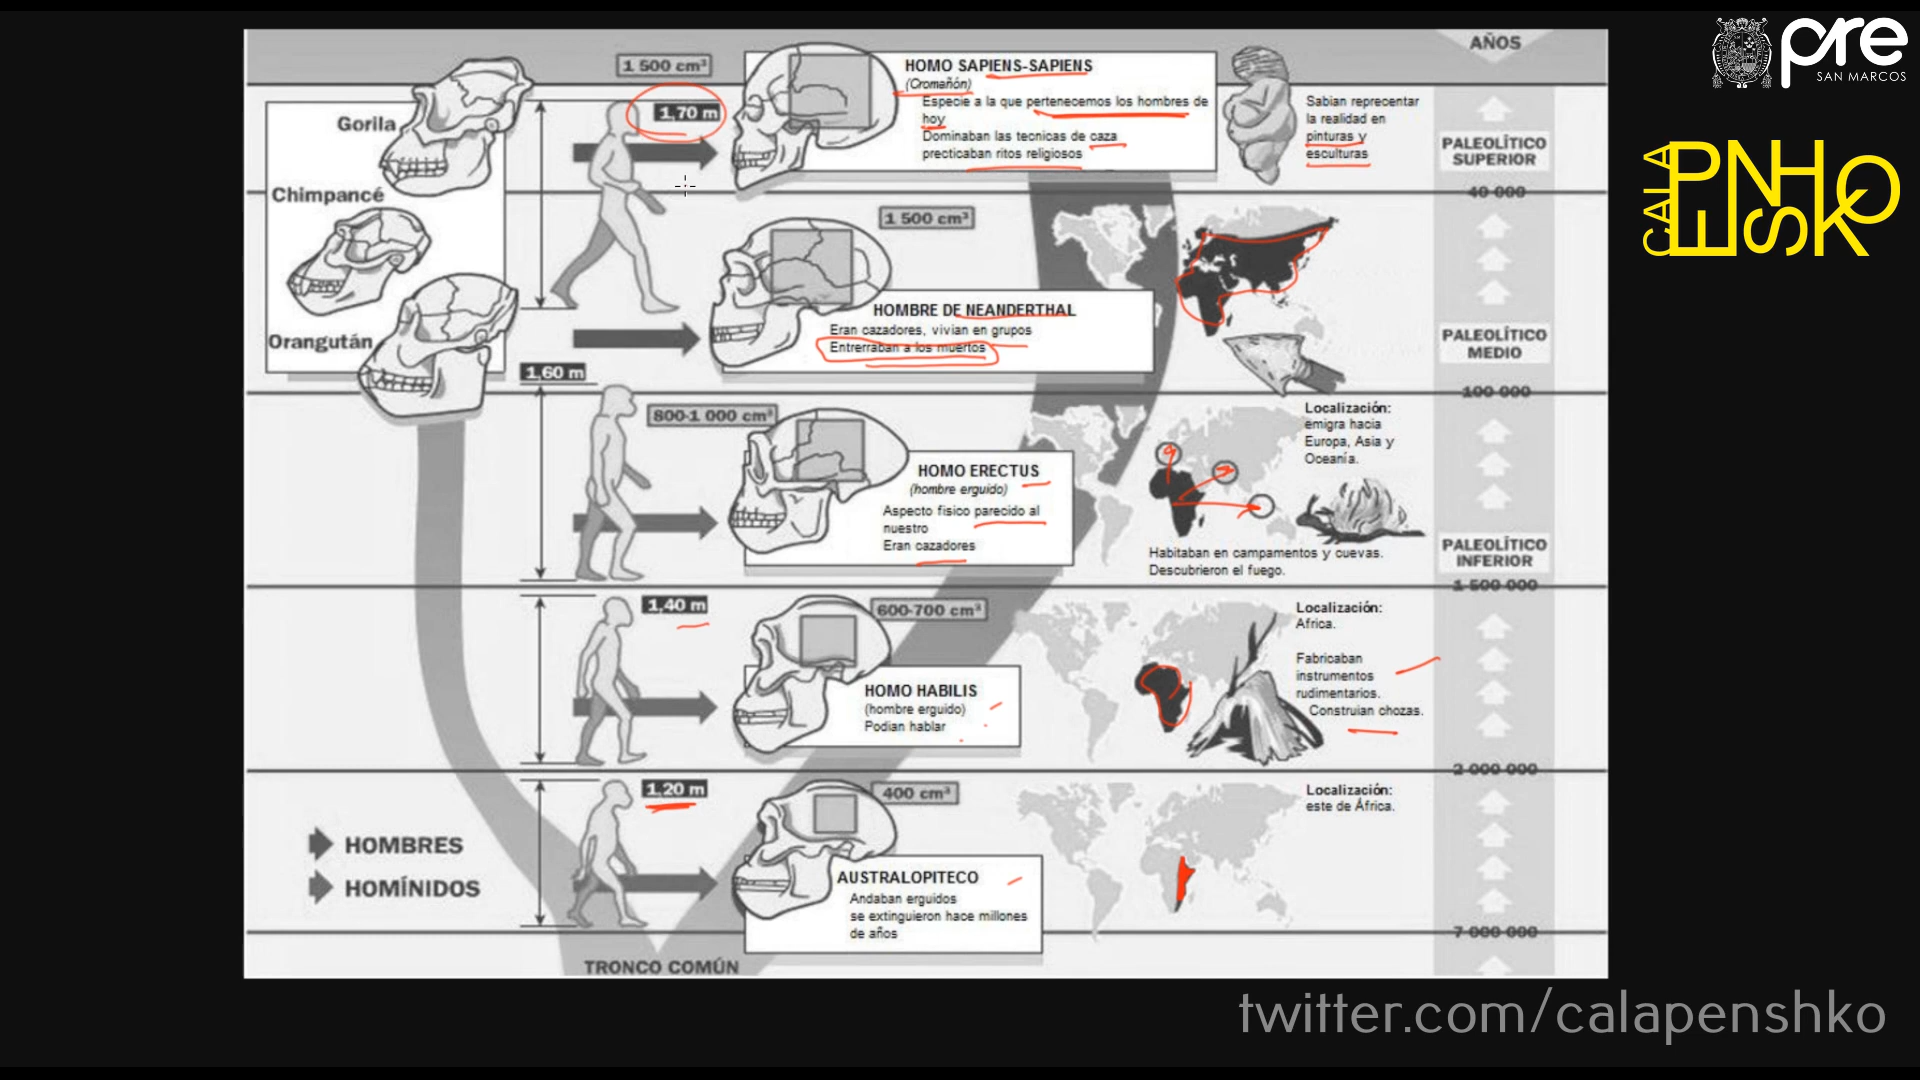 AÑOS
pre
SAN MARCOS
CALA
PENSHKO
Gorila
Chimpancé
Orangután
1 500 cm³
1,70 m
HOMO SAPIENS-SAPIENS
(Cromañón)
Especie a la que pertenecemos los hombres de
hoy
Dominaban las tecnicas de caza
precticaban ritos religiosos
Sabian reprecentar
la realidad en
pinturas y
esculturas
PALEOLÍTICO
SUPERIOR
40 000
1 500 cm³
HOMBRE DE NEANDERTHAL
Eran cazadores, vivian en grupos
Entrerraban a los muertos
PALEOLÍTICO
MEDIO
100 000
1,60 m
800-1 000 cm³
HOMO ERECTUS
(hombre erguido)
Aspecto fisico parecido al
nuestro
Eran cazadores
Localización:
emigra hacia
Europa, Asia y
Oceanía.
Habitaban en campamentos y cuevas.
Descubrieron el fuego.
PALEOLÍTICO
INFERIOR
1 500 000
1,40 m
600-700 cm³
HOMO HABILIS
(hombre erguido)
Podian hablar
Localización:
Africa.
Fabricaban
instrumentos
rudimentarios.
Construian chozas.
2 000 000
1,20 m
400 cm³
AUSTRALOPITECO
Andaban erguidos
se extinguieron hace millones
de años
Localización:
este de África.
7 000 000
HOMBRES
HOMÍNIDOS
TRONCO COMÚN
twitter.com/calapenshko